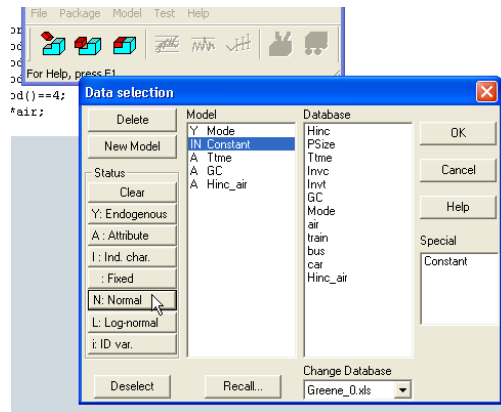 File Package Model Test Help
For Help, press F1
pd()==4;
*air;
Data selection
Delete
New Model
Status
Clear
Y: Endogenous
A : Attribute
I : Ind. char.
: Fixed
N: Normal
L: Log-normal
i: ID var.
Deselect
Model
Y Mode
IN Constant
A Ttme
A GC
A Hinc_air
Recall...
Database
Hinc
PSize
Ttme
Invc
Invt
GC
Mode
air
train
bus
car
Hinc_air
Change Database
Greene_0.xls
OK
Cancel
Help
Special
Constant